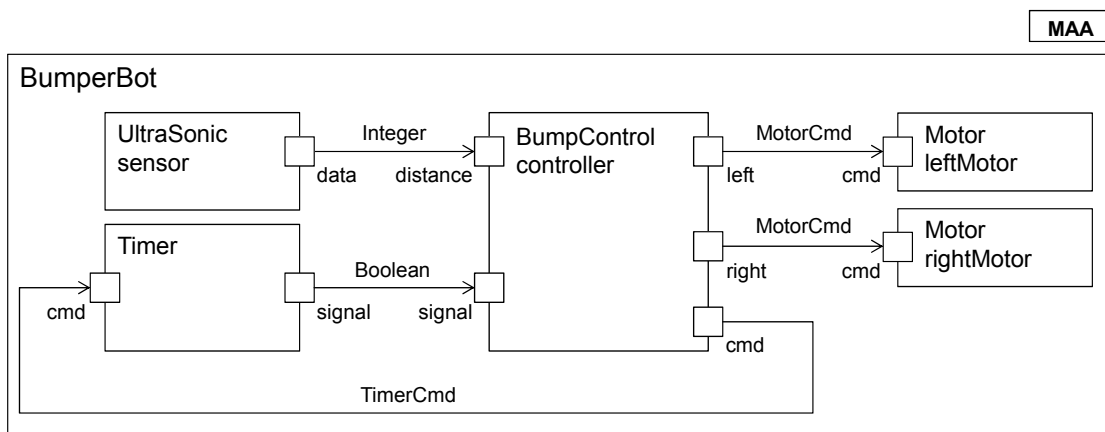 MAA
BumperBot
UltraSonic
sensor
Integer
data
distance
BumpControl
controller
MotorCmd
left
cmd
Motor
leftMotor
Timer
cmd
Boolean
signal
signal
MotorCmd
right
cmd
Motor
rightMotor
cmd
TimerCmd